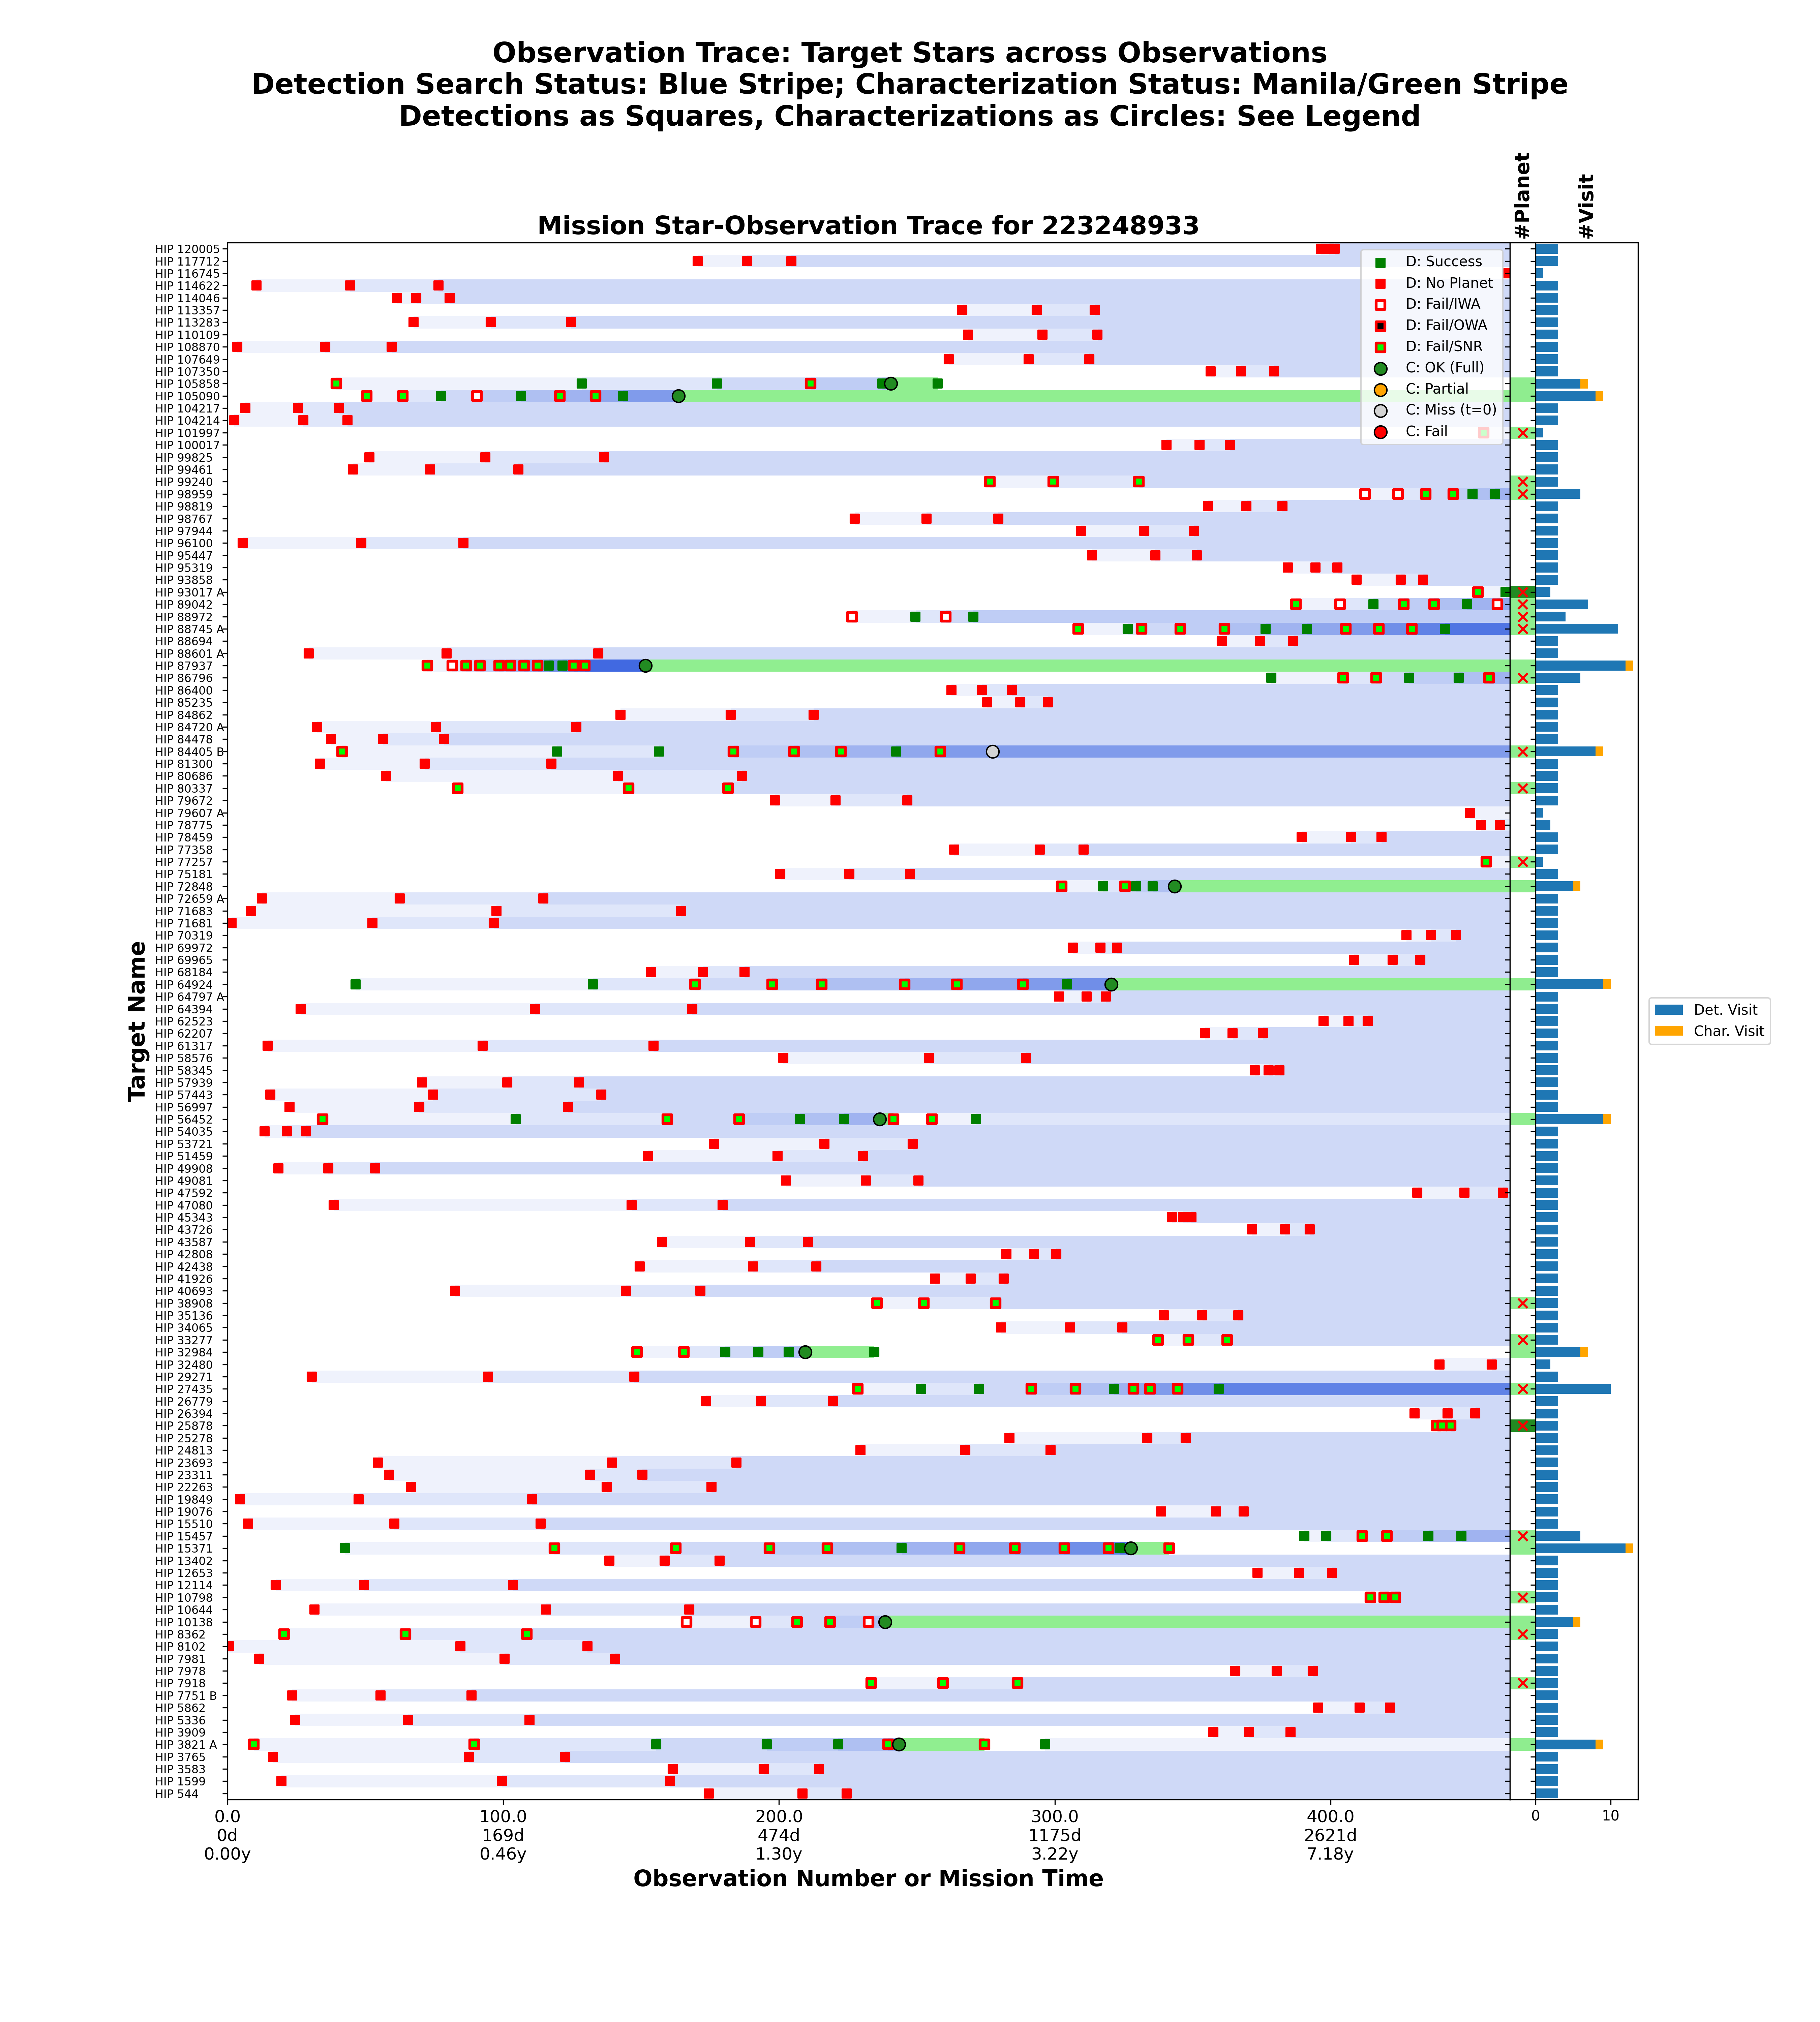 Observation Trace: Target Stars across Observations
Detection Search Status: Blue Stripe; Characterization Status: Manila/Green Stripe
Detections as Squares, Characterizations as Circles: See Legend
Mission Star-Observation Trace for 223248933
#Planet
#Visit
HIP 120005
HIP 117712
HIP 116745
HIP 114622
HIP 114046
HIP 113357
HIP 113283
HIP 110109
HIP 108870
HIP 107649
HIP 107350
HIP 105858
HIP 105090
HIP 104217
HIP 104214
HIP 101997
HIP 100017
HIP 99825
HIP 99461
HIP 99240
HIP 98959
HIP 98819
HIP 98767
HIP 97944
HIP 96100
HIP 95447
HIP 95319
HIP 93858
HIP 93017 A
HIP 89042
HIP 88972
HIP 88745 A
HIP 88694
HIP 88601 A
HIP 87937
HIP 86796
HIP 86400
HIP 85235
HIP 84862
HIP 84720 A
HIP 84478
HIP 84405 B
HIP 81300
HIP 80686
HIP 80337
HIP 79672
HIP 79607 A
HIP 78775
HIP 78459
HIP 77358
HIP 77257
HIP 75181
HIP 72848
HIP 72659 A
HIP 71683
HIP 71681
HIP 70319
HIP 69972
HIP 69965
HIP 68184
HIP 64924
HIP 64797 A
HIP 64394
HIP 62523
HIP 62207
HIP 61317
HIP 58576
HIP 58345
HIP 57939
HIP 57443
HIP 56997
HIP 56452
HIP 54035
HIP 53721
HIP 51459
HIP 49908
HIP 49081
HIP 47592
HIP 47080
HIP 45343
HIP 43726
HIP 43587
HIP 42808
HIP 42438
HIP 41926
HIP 40693
HIP 38908
HIP 35136
HIP 34065
HIP 33277
HIP 32984
HIP 32480
HIP 29271
HIP 27435
HIP 26779
HIP 26394
HIP 25878
HIP 25278
HIP 24813
HIP 23693
HIP 23311
HIP 22263
HIP 19849
HIP 19076
HIP 15510
HIP 15457
HIP 15371
HIP 13402
HIP 12653
HIP 12114
HIP 10798
HIP 10644
HIP 10138
HIP 8362
HIP 8102
HIP 7981
HIP 7978
HIP 7918
HIP 7751 B
HIP 5862
HIP 5336
HIP 3909
HIP 3821 A
HIP 3765
HIP 3583
HIP 1599
HIP 544
Target Name
D: Success
D: No Planet
D: Fail/IWA
D: Fail/OWA
D: Fail/SNR
C: OK (Full)
C: Partial
C: Miss (t=0)
C: Fail
Det. Visit
Char. Visit
0.0 100.0 200.0 300.0 400.0 0 10
0d 169d 474d 1175d 2621d
0.00y 0.46y 1.30y 3.22y 7.18y
Observation Number or Mission Time